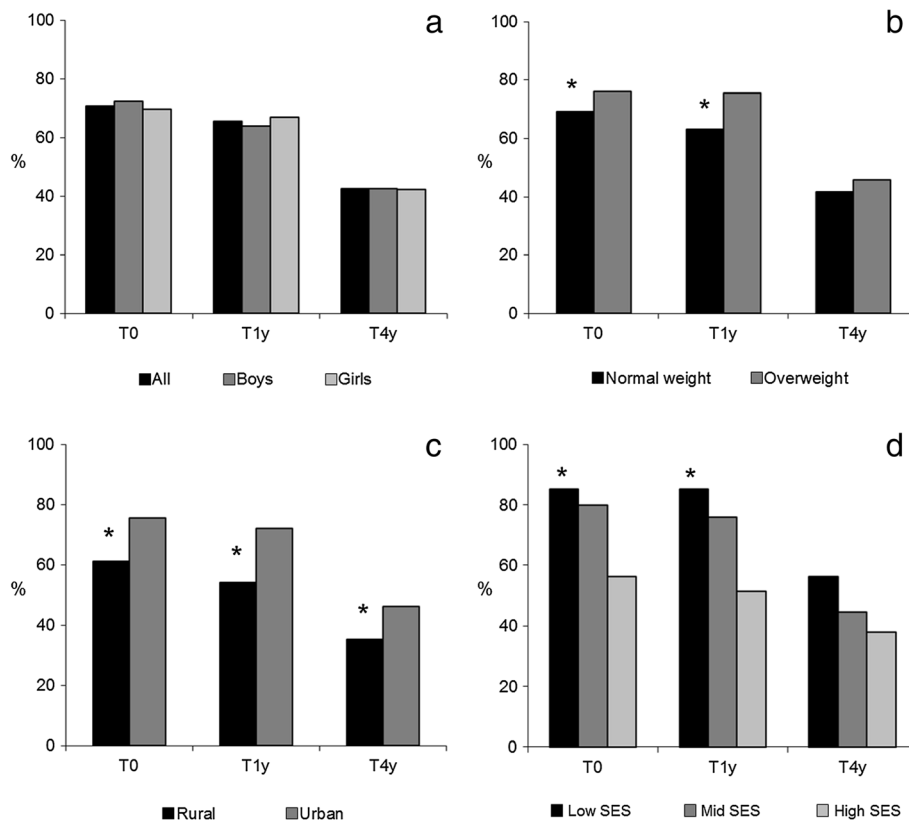 a
100
80
60
40
20
0
%
T0 T1y T4y
All Boys Girls
b
100
80
60
40
20
0
%
* *
T0 T1y T4y
Normal weight Overweight
c
100
80
60
40
20
0
%
* * *
T0 T1y T4y
Rural Urban
d
100
80
60
40
20
0
%
* *
T0 T1y T4y
Low SES Mid SES High SES